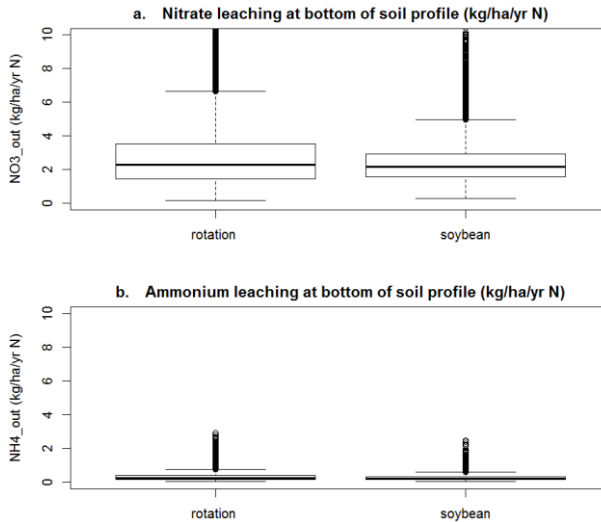 a. Nitrate leaching at bottom of soil profile (kg/ha/yr N)
NO3_out (kg/ha/yr N)
10
8
6
4
2
0
rotation soybean
b. Ammonium leaching at bottom of soil profile (kg/ha/yr N)
NH4_out (kg/ha/yr N)
10
8
6
4
2
0
rotation soybean